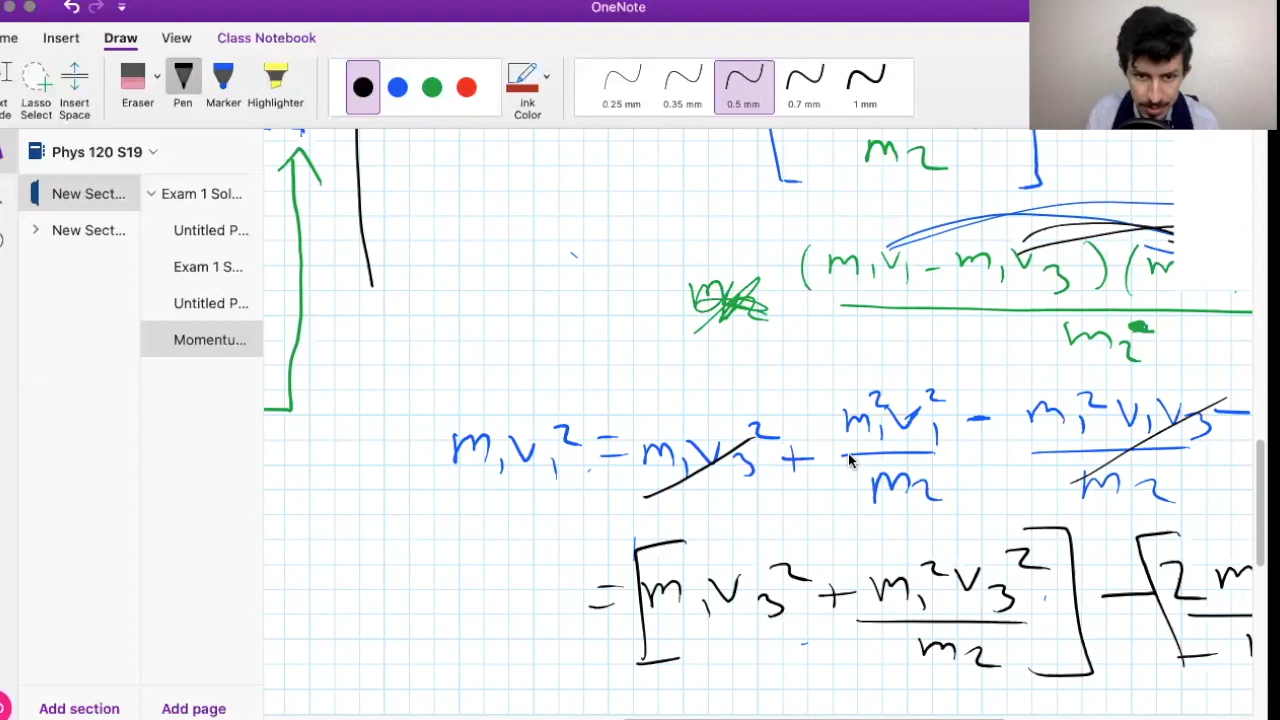 OneNote
me Insert Draw View Class Notebook
Eraser Pen Marker Highlighter
Lasso Select
Insert Space
Ink Color
0.25 mm 0.35 mm 0.5 mm 0.7 mm 1 mm
Phys 120 S19
New Sect...
New Sect...
Exam 1 Sol...
Untitled P...
Exam 1 S...
Untitled P...
Momentu...
m₂
(m₁v₁ - m₁v₃)(
m₂
m₁v₁² = m₁v₃² + m₁²v₁²/m₂ - m₁²v₁v₃/m₂ -
= [m₁v₃² + m₁²v₃²/m₂] - [2m
Add section Add page